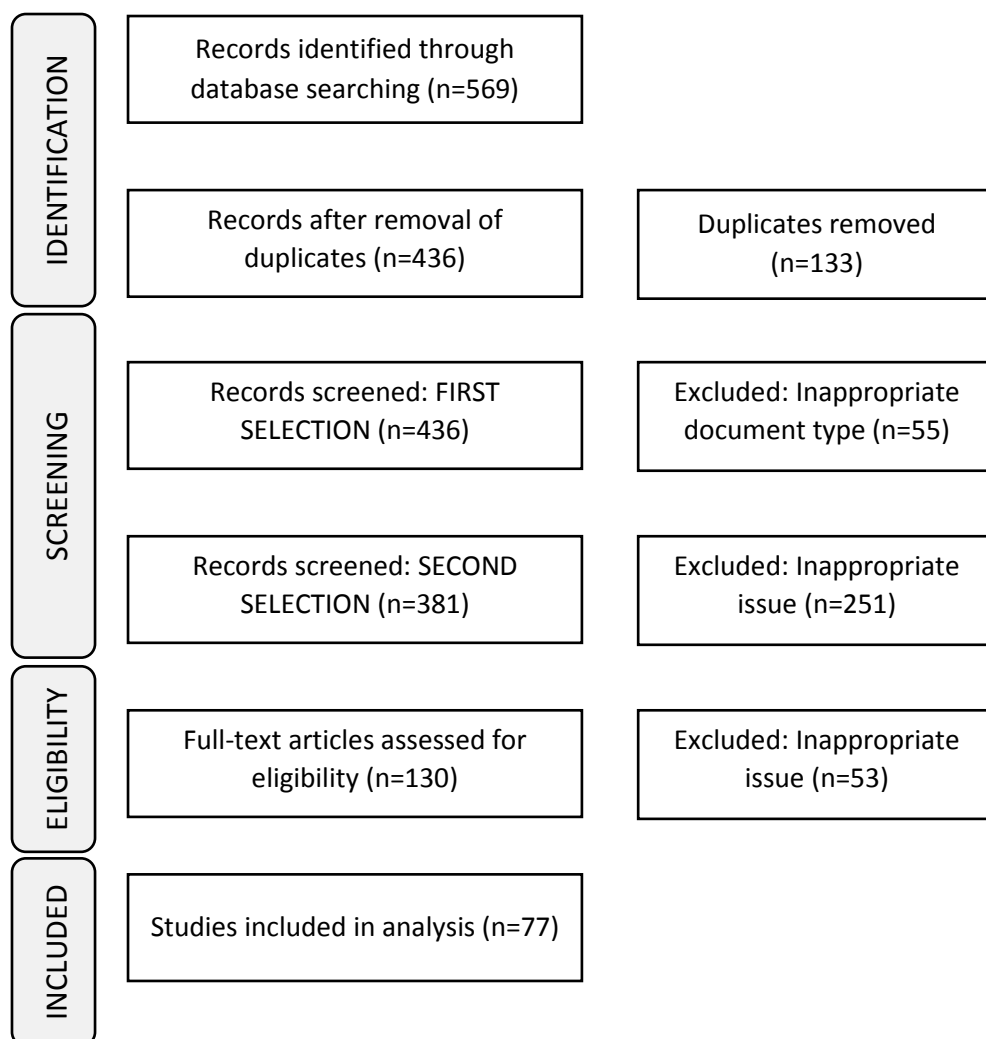 IDENTIFICATION
Records identified through
database searching (n=569)
Records after removal of
duplicates (n=436)
Duplicates removed
(n=133)
SCREENING
Records screened: FIRST
SELECTION (n=436)
Excluded: Inappropriate
document type (n=55)
Records screened: SECOND
SELECTION (n=381)
Excluded: Inappropriate
issue (n=251)
ELIGIBILITY
Full-text articles assessed for
eligibility (n=130)
Excluded: Inappropriate
issue (n=53)
INCLUDED
Studies included in analysis (n=77)